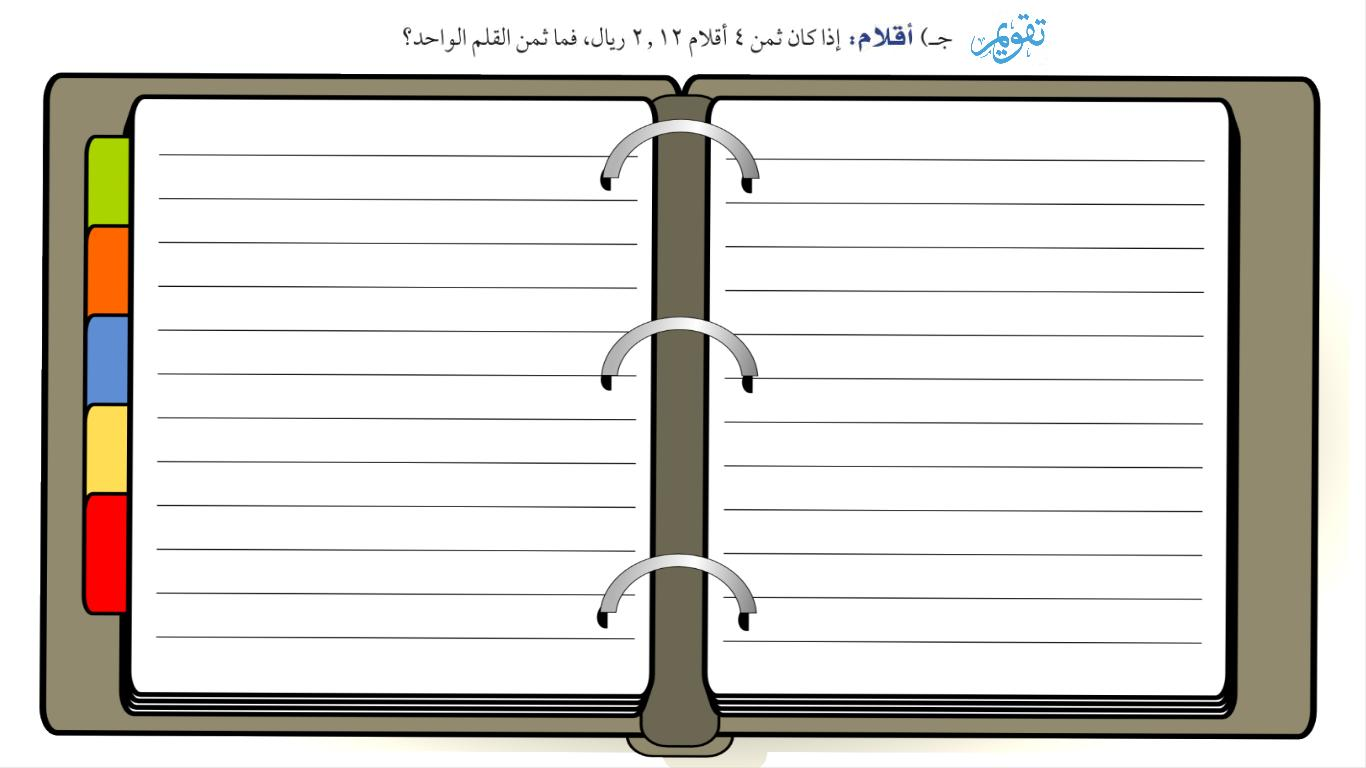 تقويم جـ) أقلام: إذا كان ثمن ٤ أقلام ٢,١٢ ريال، فما ثمن القلم الواحد؟